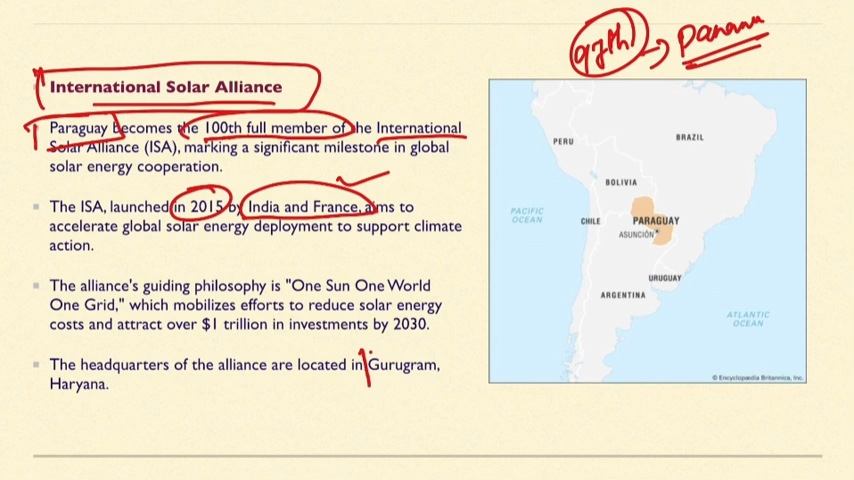 97th → Panama
International Solar Alliance
Paraguay becomes the 100th full member of the International
Solar Alliance (ISA), marking a significant milestone in global
solar energy cooperation.
The ISA, launched in 2015 by India and France, aims to
accelerate global solar energy deployment to support climate
action.
The alliance's guiding philosophy is "One Sun One World
One Grid," which mobilizes efforts to reduce solar energy
costs and attract over $1 trillion in investments by 2030.
The headquarters of the alliance are located in Gurugram,
Haryana.
PERU
BRAZIL
BOLIVIA
PACIFIC
OCEAN
CHILE
PARAGUAY
ASUNCIÓN
URUGUAY
ARGENTINA
ATLANTIC
OCEAN
© Encyclopædia Britannica, Inc.